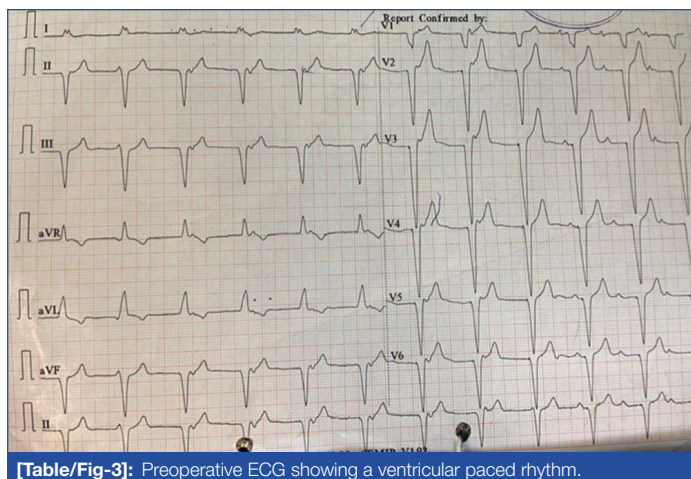 Report Confirmed by:
I
V1
II
V2
III
V3
aVR
V4
aVL
V5
aVF
V6
II
[Table/Fig-3]: Preoperative ECG showing a ventricular paced rhythm.